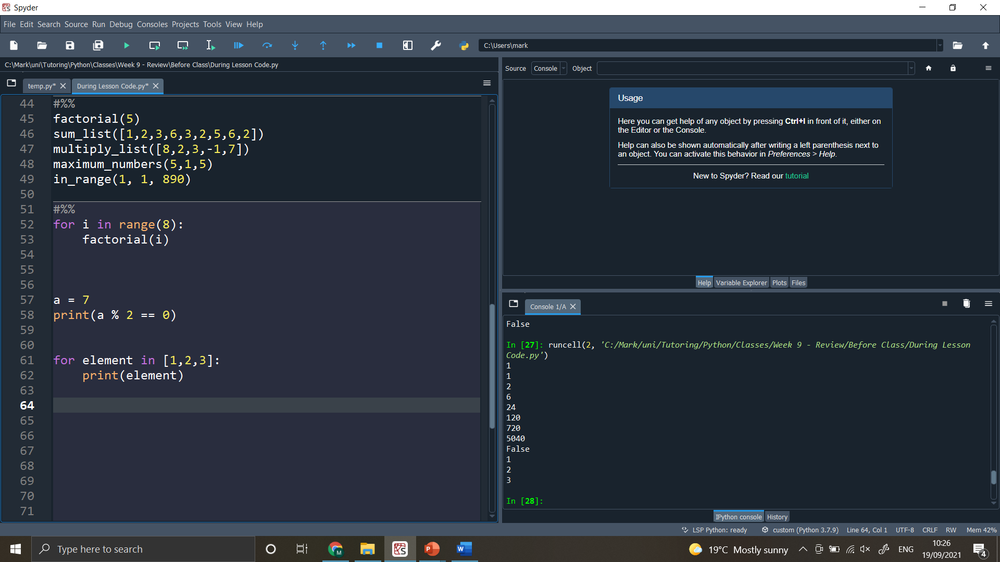 Spyder
File Edit Search Source Run Debug Consoles Projects Tools View Help
C:\Users\mark
C:\Mark\uni\Tutoring\Python\Classes\Week 9 - Review\Before Class\During Lesson Code.py
temp.py* During Lesson Code.py*
44 #%%
45 factorial(5)
46 sum_list([1,2,3,6,3,2,5,6,2])
47 multiply_list([8,2,3,-1,7])
48 maximum_numbers(5,1,5)
49 in_range(1, 1, 890)
50
51 #%%
52 for i in range(8):
53     factorial(i)
54
55
56
57 a = 7
58 print(a % 2 == 0)
59
60
61 for element in [1,2,3]:
62     print(element)
63
64
65
66
67
68
69
70
71
Source Console Object
Usage
Here you can get help of any object by pressing Ctrl+I in front of it, either on
the Editor or the Console.
Help can also be shown automatically after writing a left parenthesis next to
an object. You can activate this behavior in Preferences > Help.
New to Spyder? Read our tutorial
Help Variable Explorer Plots Files
Console 1/A
False
In [27]: runcell(2, 'C:/Mark/uni/Tutoring/Python/Classes/Week 9 - Review/Before Class/During Lesson
Code.py')
1
1
2
6
24
120
720
5040
False
1
2
3
In [28]:
IPython console History
LSP Python: ready custom (Python 3.7.9) Line 64, Col 1 UTF-8 CRLF RW Mem 42%
Type here to search
19°C Mostly sunny ENG
10:26
19/09/2021
4